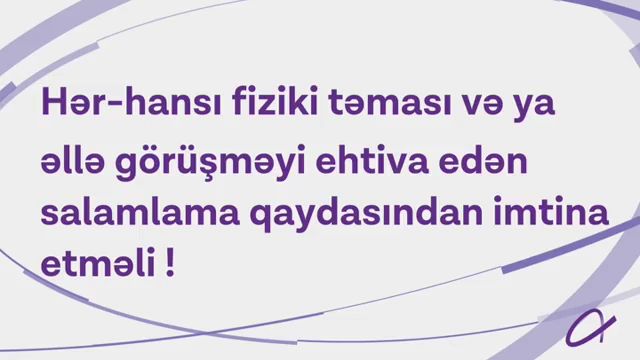 Hər-hansı fiziki təması və ya
əllə görüşməyi ehtiva edən
salamlama qaydasından imtina
etməli !